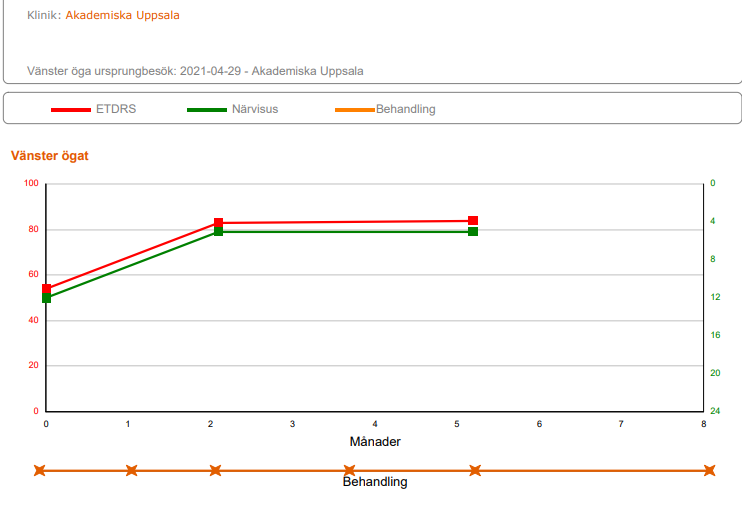 Klinik: Akademiska Uppsala
Vänster öga ursprungbesök: 2021-04-29 - Akademiska Uppsala
ETDRS Närvisus Behandling
Vänster ögat
100 0
80 4
60 8
40 12
20 16
0 20
24
0 1 2 3 4 5 6 7 8
Månader
Behandling